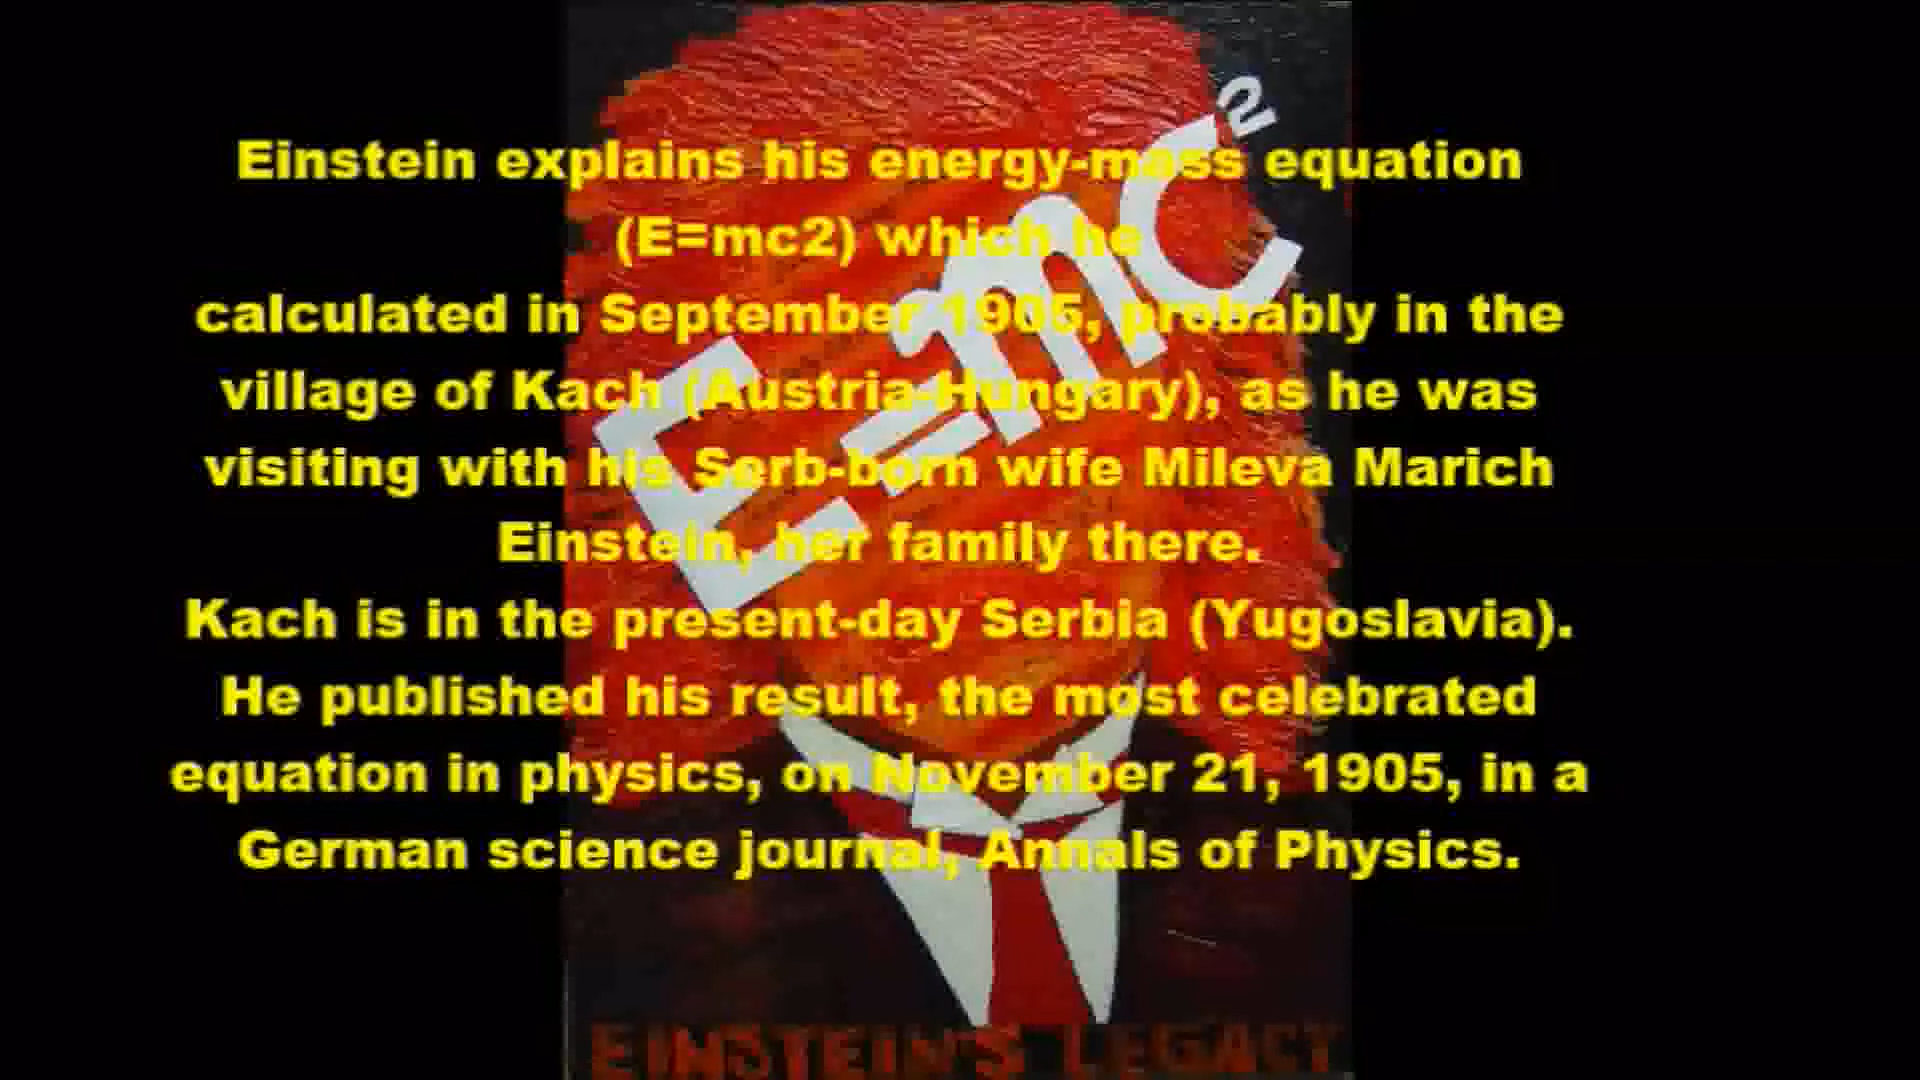 Einstein explains his energy-mass equation
(E=mc2) which he
calculated in September 1905, probably in the
village of Kach (Austria-Hungary), as he was
visiting with his Serb-born wife Mileva Marich
Einstein, her family there.
Kach is in the present-day Serbia (Yugoslavia).
He published his result, the most celebrated
equation in physics, on November 21, 1905, in a
German science journal, Annals of Physics.
E=mc2
EINSTEIN'S LEGACY